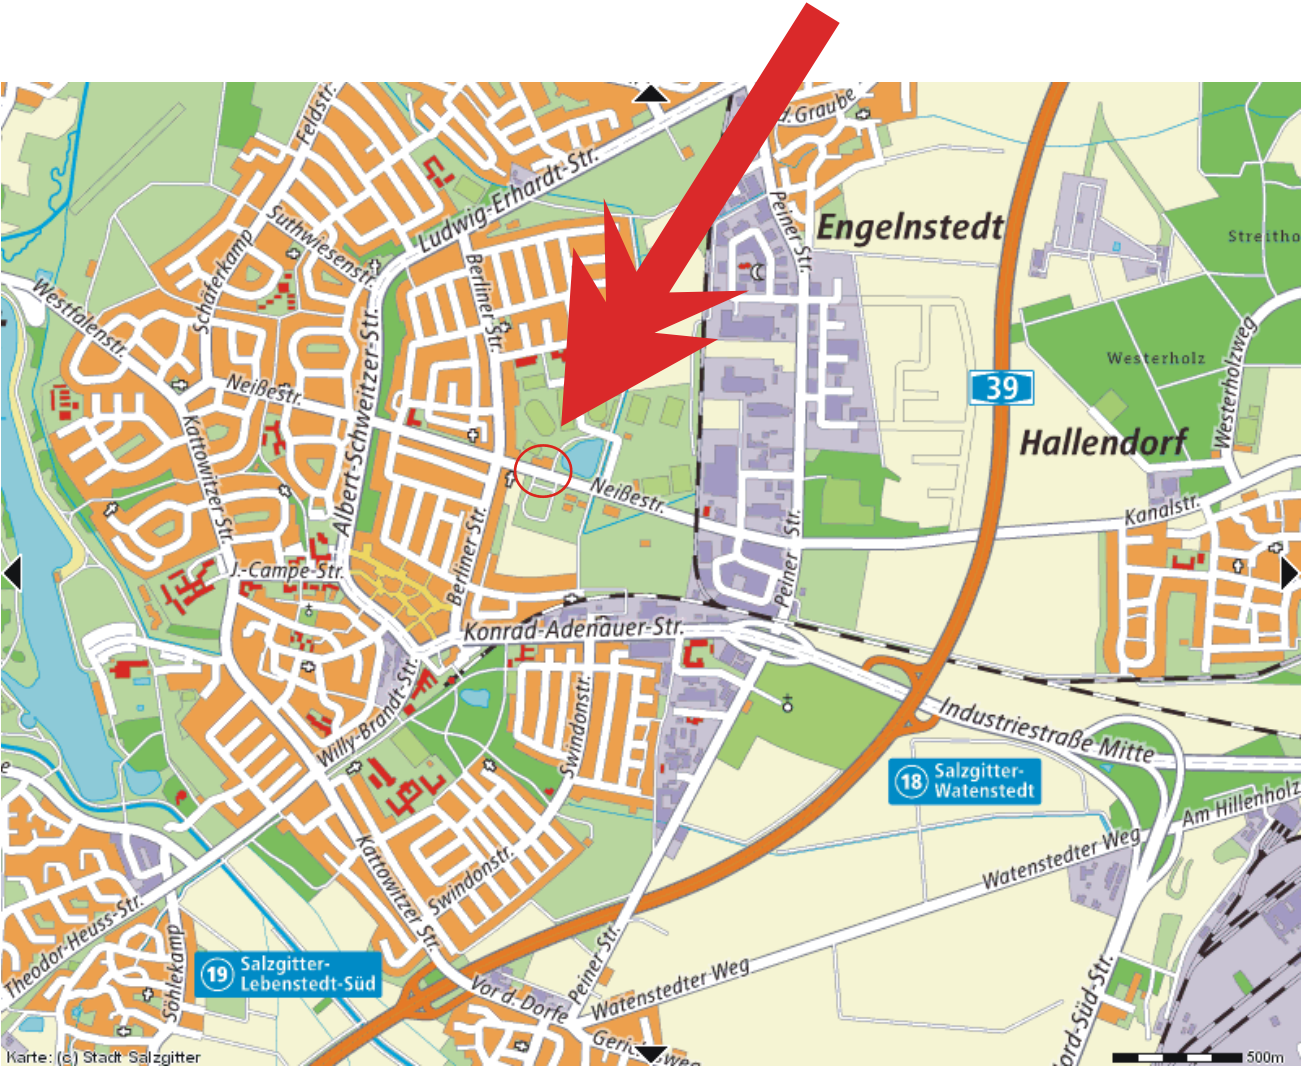 Feldstr.
d. Graube
Ludwig-Erhardt-Str.
Suthwiesenstr.
Schäferkamp
Peiner Str.
Engelnstedt
Streitho
Berliner Str.
Westfalenstr.
Albert-Schweitzer-Str.
Westerholz
Westerholzweg
Neißestr.
39
Kattowitzer Str.
Hallendorf
Neißestr.
Kanalstr.
Berliner Str.
Peiner Str.
J.-Campe-Str.
Konrad-Adenauer-Str.
Willy-Brandt-Str.
Swindonstr.
Industriestraße Mitte
e
18
Salzgitter-
Watenstedt
Am Hillenholz
Kattowitzer Str.
Swindonstr.
Watenstedter Weg
Theodor-Heuss-Str.
Söhlekamp
19
Salzgitter-
Lebenstedt-Süd
Peiner Str.
Watenstedter Weg
Vor d. Dorfe
ord-Süd-Str.
Karte: (c) Stadt Salzgitter
500m